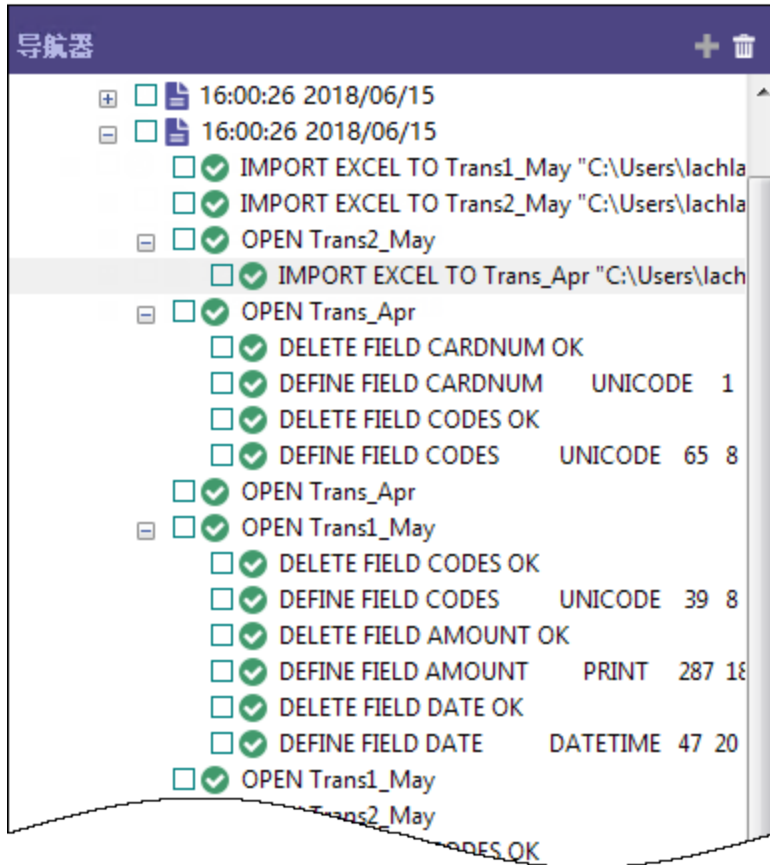 导航器
16:00:26 2018/06/15
16:00:26 2018/06/15
IMPORT EXCEL TO Trans1_May "C:\Users\lachla
IMPORT EXCEL TO Trans2_May "C:\Users\lachla
OPEN Trans2_May
IMPORT EXCEL TO Trans_Apr "C:\Users\lach
OPEN Trans_Apr
DELETE FIELD CARDNUM OK
DEFINE FIELD CARDNUM UNICODE 1
DELETE FIELD CODES OK
DEFINE FIELD CODES UNICODE 65 8
OPEN Trans_Apr
OPEN Trans1_May
DELETE FIELD CODES OK
DEFINE FIELD CODES UNICODE 39 8
DELETE FIELD AMOUNT OK
DEFINE FIELD AMOUNT PRINT 287 18
DELETE FIELD DATE OK
DEFINE FIELD DATE DATETIME 47 20
OPEN Trans1_May
Trans2_May
ODES OK